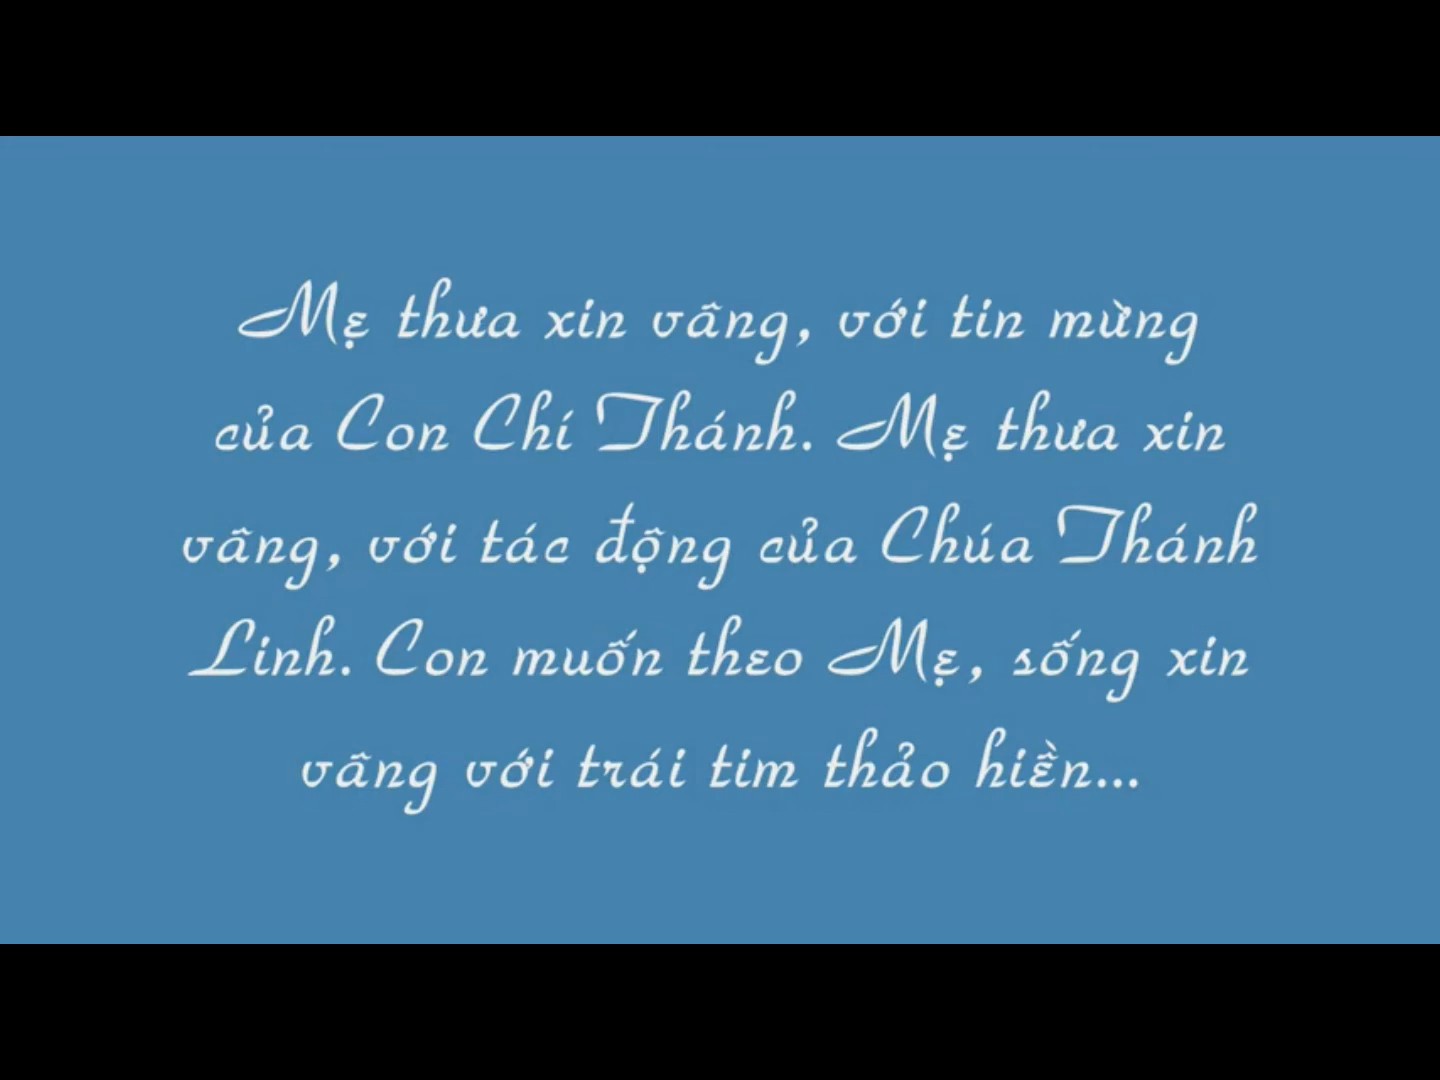 Mẹ thưa xin vâng, với tin mừng
của Con Chí Thánh. Mẹ thưa xin
vâng, với tác động của Chúa Thánh
Linh. Con muốn theo Mẹ, sống xin
vâng với trái tim thảo hiền...